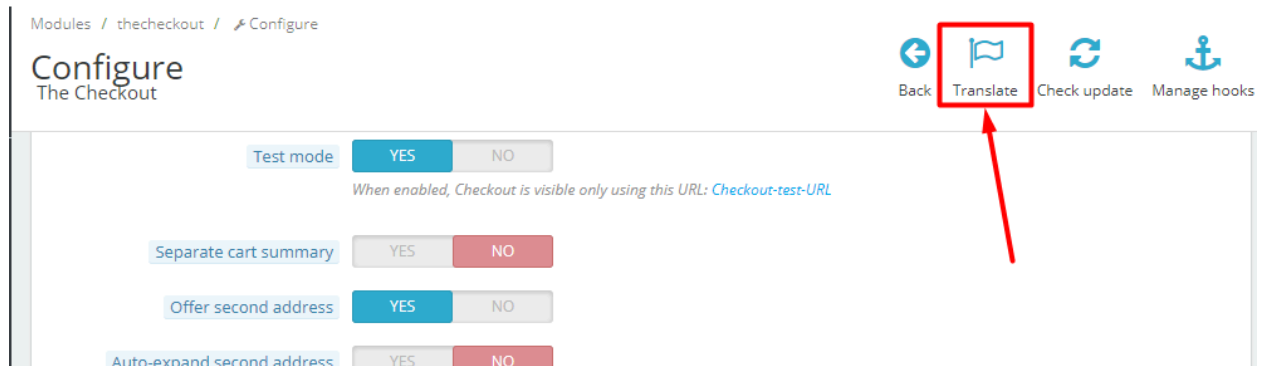 Modules / thecheckout / Configure
Configure
The Checkout
Back Translate Check update Manage hooks
Test mode YES NO
When enabled, Checkout is visible only using this URL: Checkout-test-URL
Separate cart summary YES NO
Offer second address YES NO
Auto-expand second address YES NO